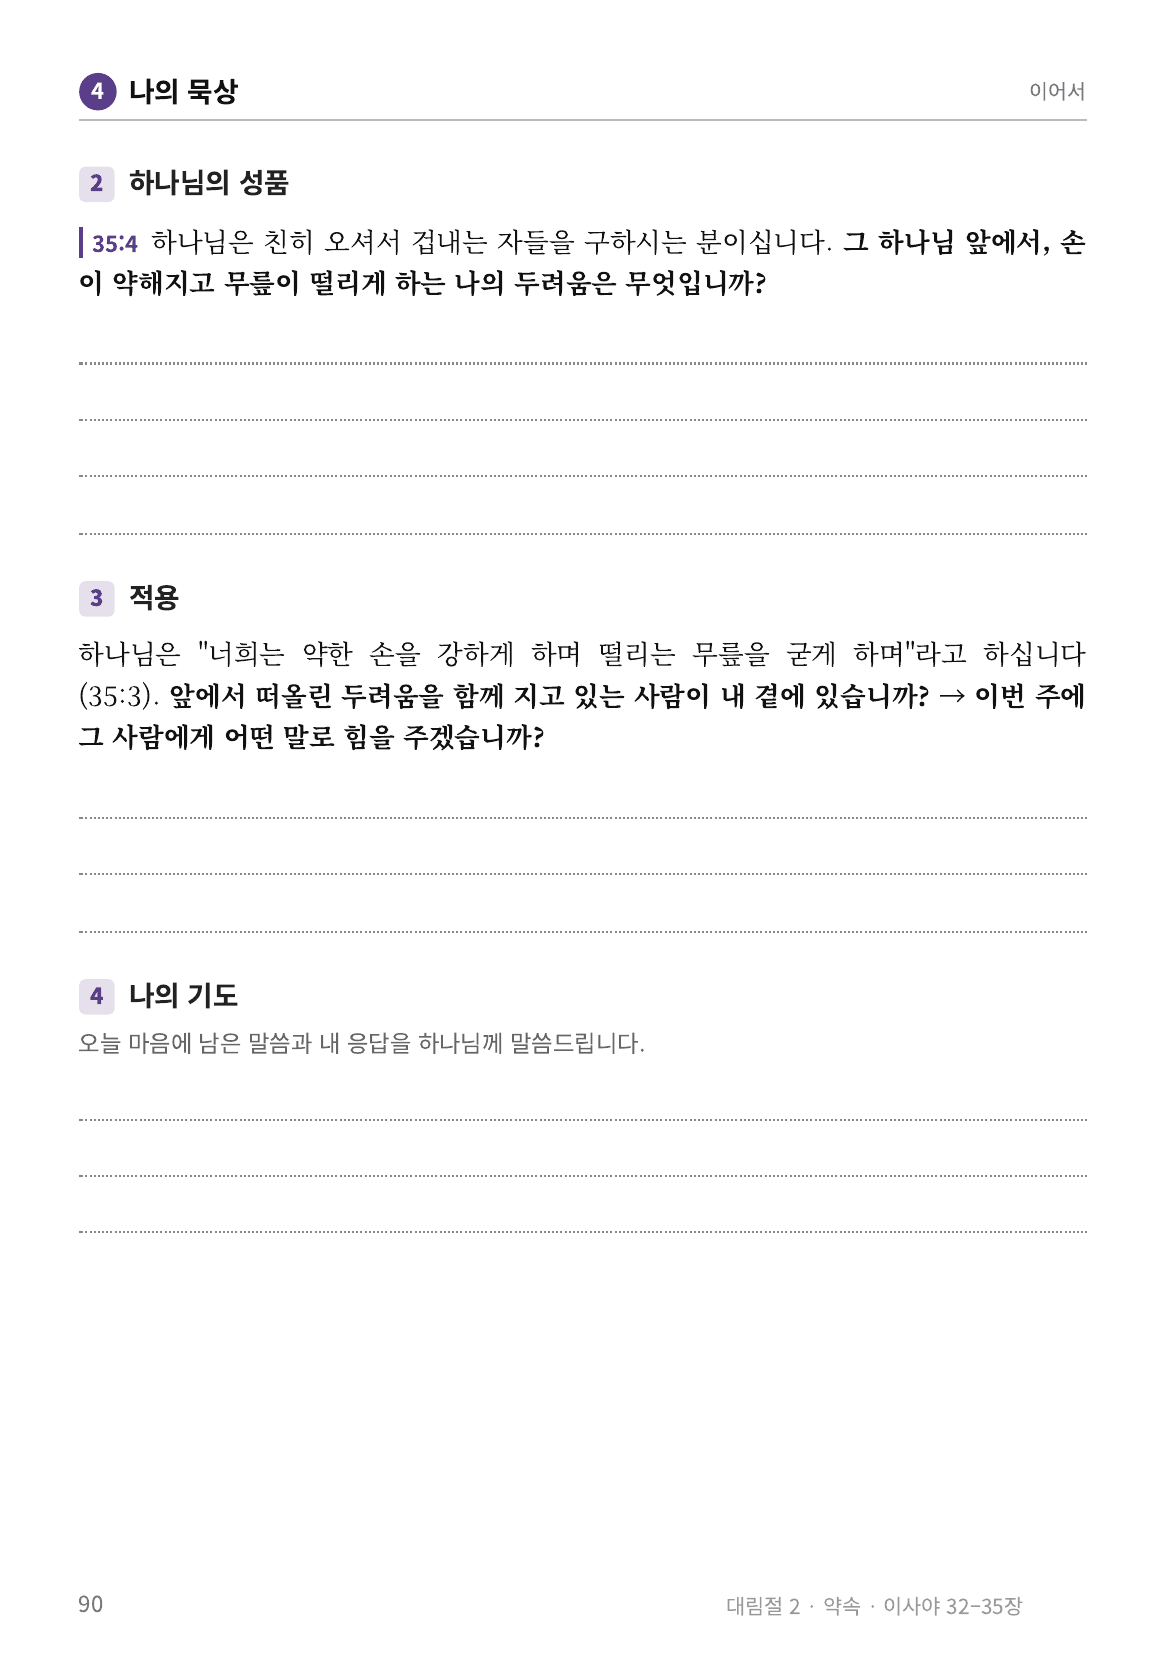 4 나의 묵상 이어서
2 하나님의 성품
35:4 하나님은 친히 오셔서 겁내는 자들을 구하시는 분이십니다. 그 하나님 앞에서, 손
이 약해지고 무릎이 떨리게 하는 나의 두려움은 무엇입니까?
3 적용
하나님은 "너희는 약한 손을 강하게 하며 떨리는 무릎을 굳게 하며"라고 하십니다
(35:3). 앞에서 떠올린 두려움을 함께 지고 있는 사람이 내 곁에 있습니까? → 이번 주에
그 사람에게 어떤 말로 힘을 주겠습니까?
4 나의 기도
오늘 마음에 남은 말씀과 내 응답을 하나님께 말씀드립니다.
90 대림절 2 · 약속 · 이사야 32–35장